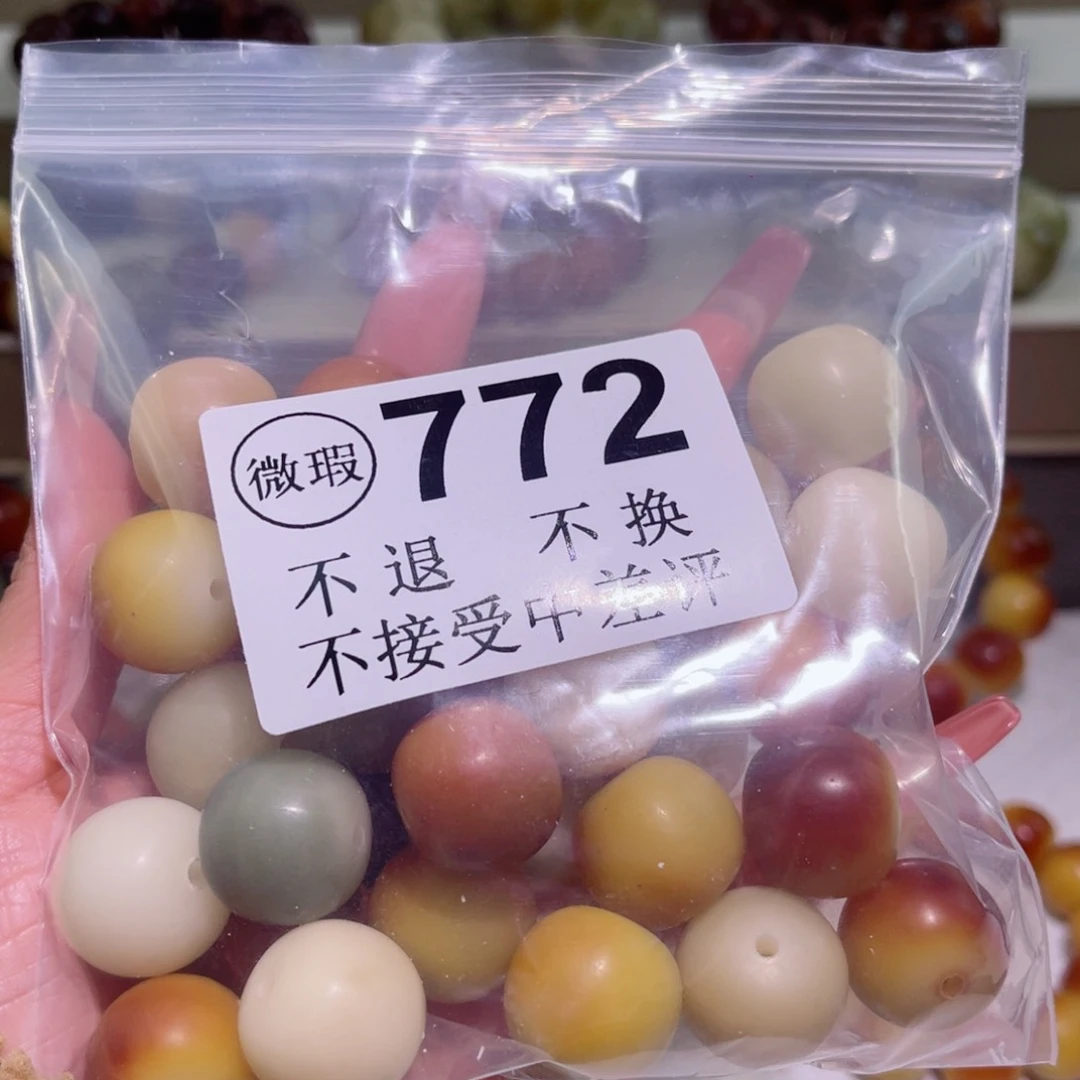 微瑕 772
不退 不换
不接受中差评